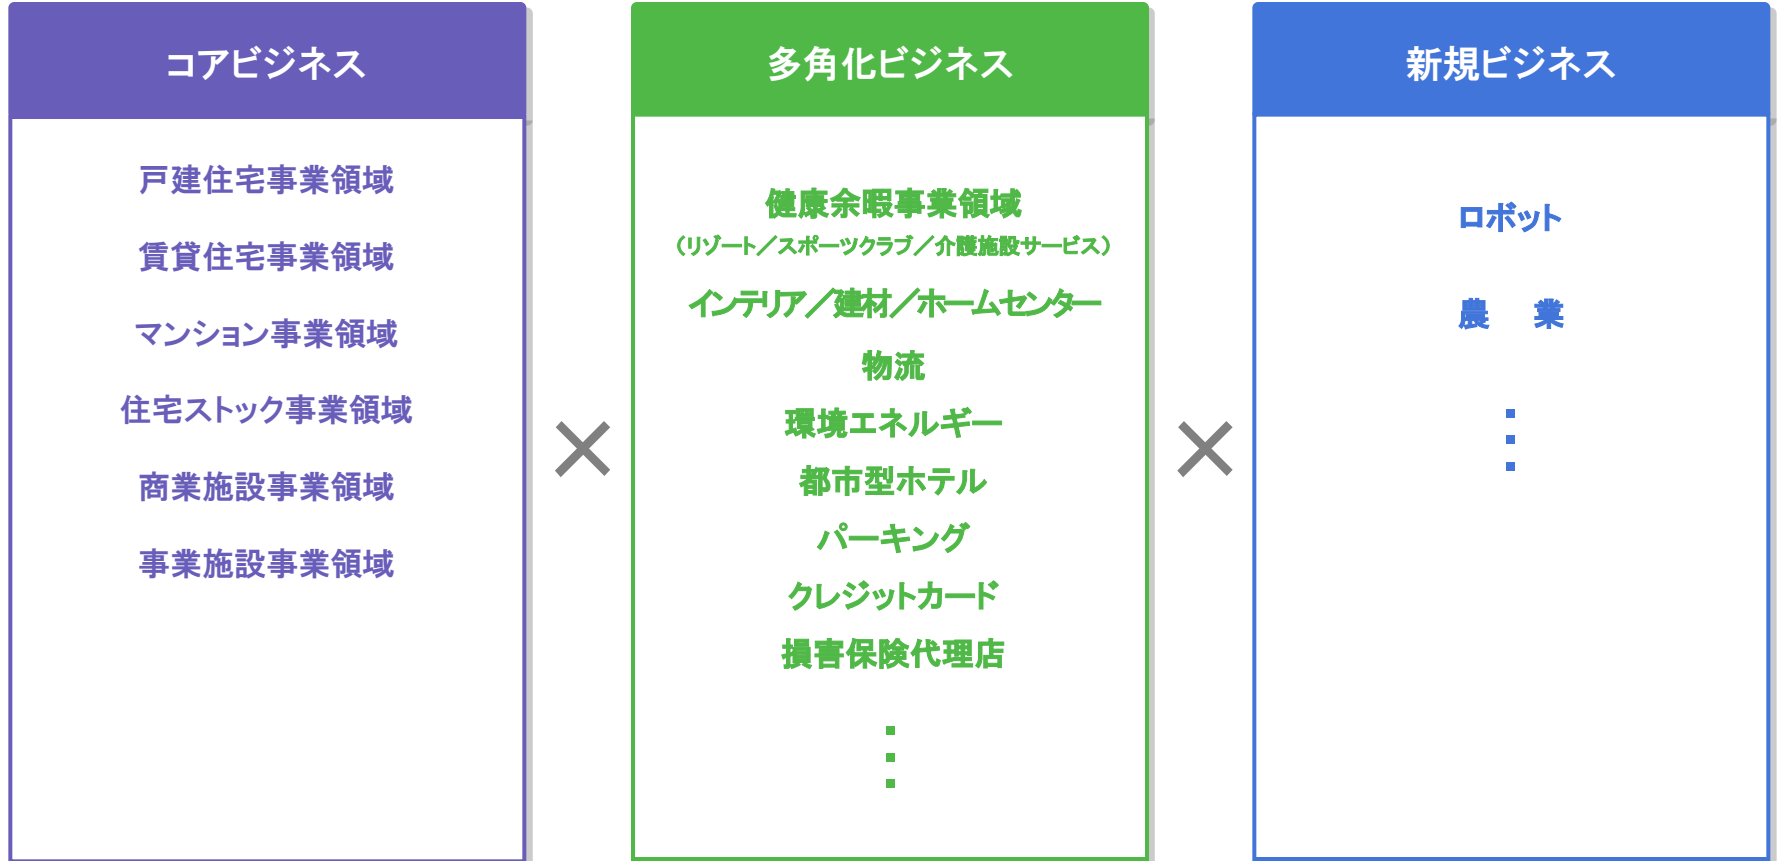 コアビジネス
戸建住宅事業領域
賃貸住宅事業領域
マンション事業領域
住宅ストック事業領域
商業施設事業領域
事業施設事業領域
×
多角化ビジネス
健康余暇事業領域
（リゾート／スポーツクラブ／介護施設サービス）
インテリア／建材／ホームセンター
物流
環境エネルギー
都市型ホテル
パーキング
クレジットカード
損害保険代理店
×
新規ビジネス
ロボット
農　業